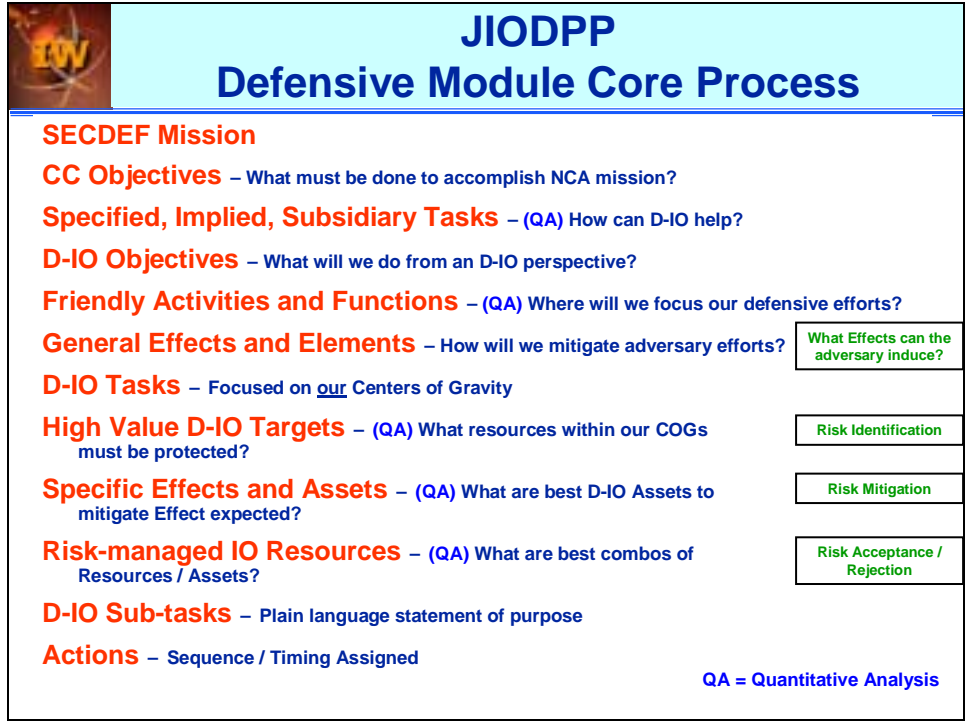 IW
JIODPP
Defensive Module Core Process
SECDEF Mission
CC Objectives – What must be done to accomplish NCA mission?
Specified, Implied, Subsidiary Tasks – (QA) How can D-IO help?
D-IO Objectives – What will we do from an D-IO perspective?
Friendly Activities and Functions – (QA) Where will we focus our defensive efforts?
General Effects and Elements – How will we mitigate adversary efforts?
What Effects can the
adversary induce?
D-IO Tasks – Focused on our Centers of Gravity
High Value D-IO Targets – (QA) What resources within our COGs
must be protected?
Risk Identification
Specific Effects and Assets – (QA) What are best D-IO Assets to
mitigate Effect expected?
Risk Mitigation
Risk-managed IO Resources – (QA) What are best combos of
Resources / Assets?
Risk Acceptance /
Rejection
D-IO Sub-tasks – Plain language statement of purpose
Actions – Sequence / Timing Assigned
QA = Quantitative Analysis